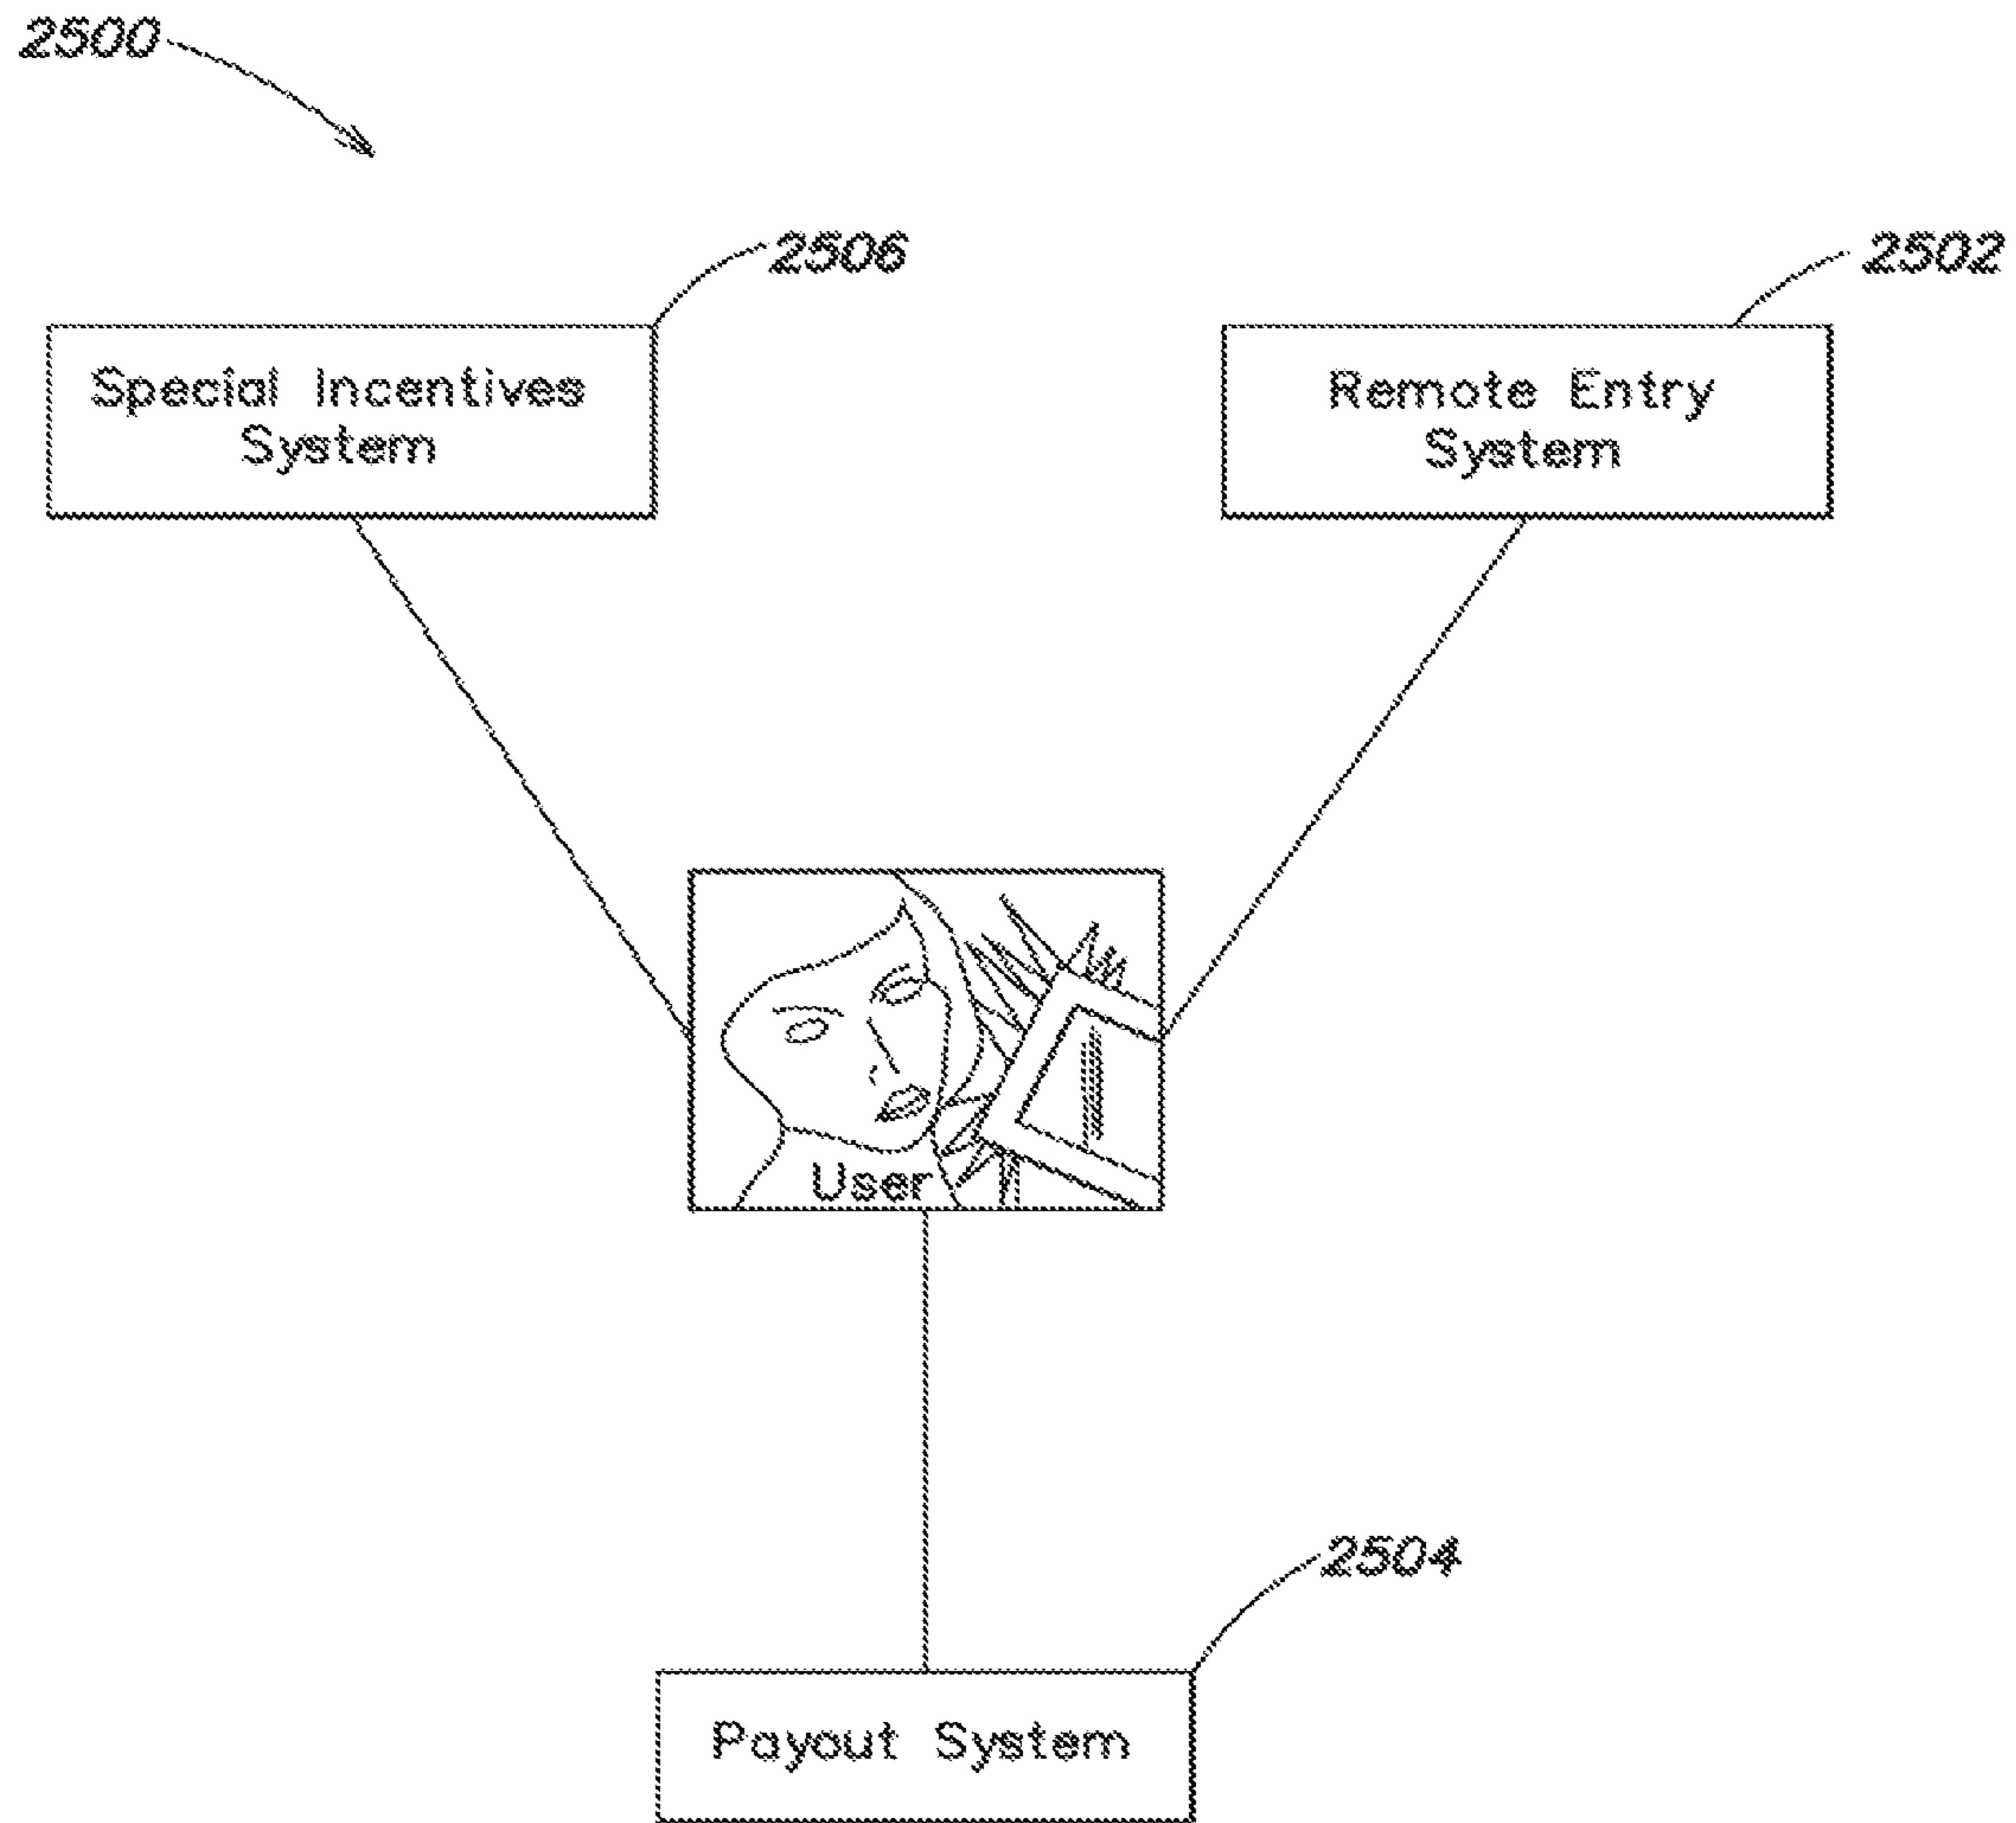 2500
2506
2502
Special Incentives
System
Remote Entry
System
User
2504
Payout System